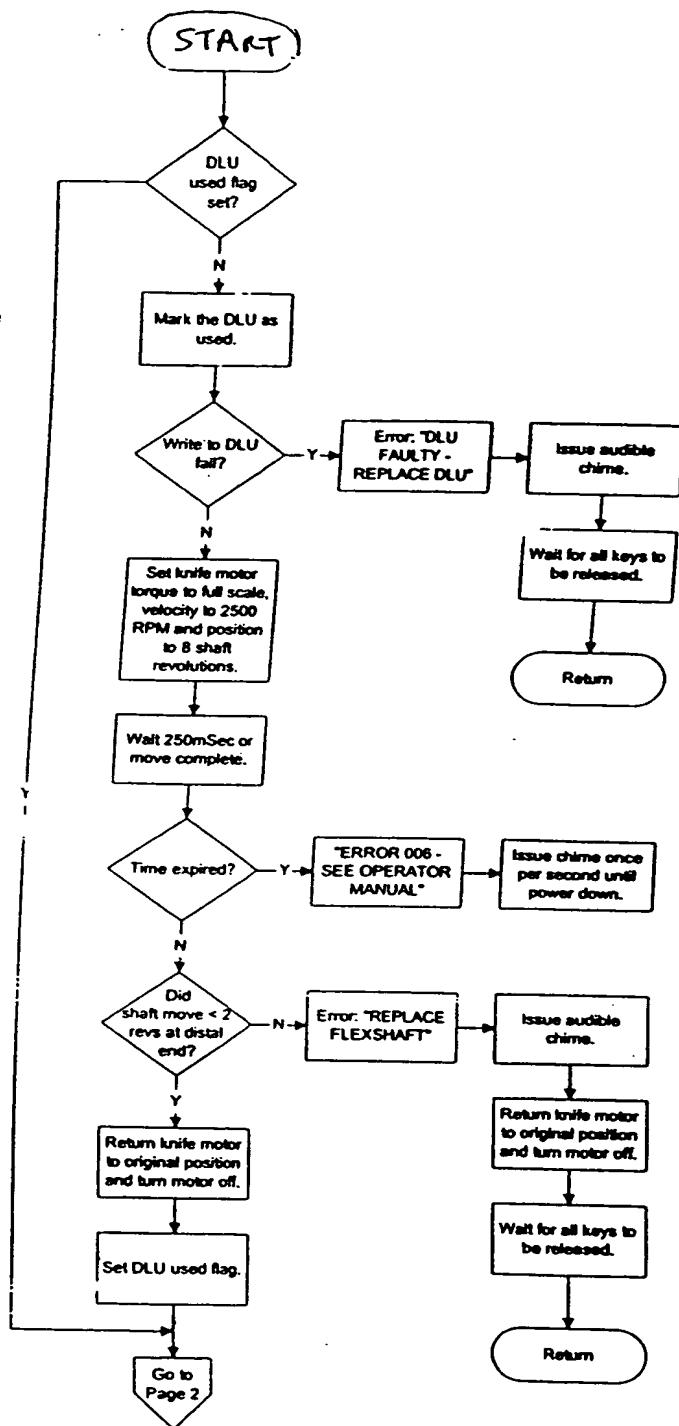 START
DLU
used flag
set?
N
Mark the DLU as
used.
Write to DLU
fail?
Y
Error: "DLU
FAULTY -
REPLACE DLU"
Issue audible
chime.
Wait for all keys to
be released.
Return
N
Set knife motor
torque to full scale,
velocity to 2500
RPM and position
to 8 shaft
revolutions.
Wait 250mSec or
move complete.
Y
Time expired?
Y
"ERROR 006 -
SEE OPERATOR
MANUAL"
Issue chime once
per second until
power down.
N
Did
shaft move < 2
revs at distal
end?
N
Error: "REPLACE
FLEXSHAFT"
Issue audible
chime.
Return knife motor
to original position
and turn motor off.
Wait for all keys to
be released.
Return
Y
Return knife motor
to original position
and turn motor off.
Set DLU used flag.
Go to
Page 2